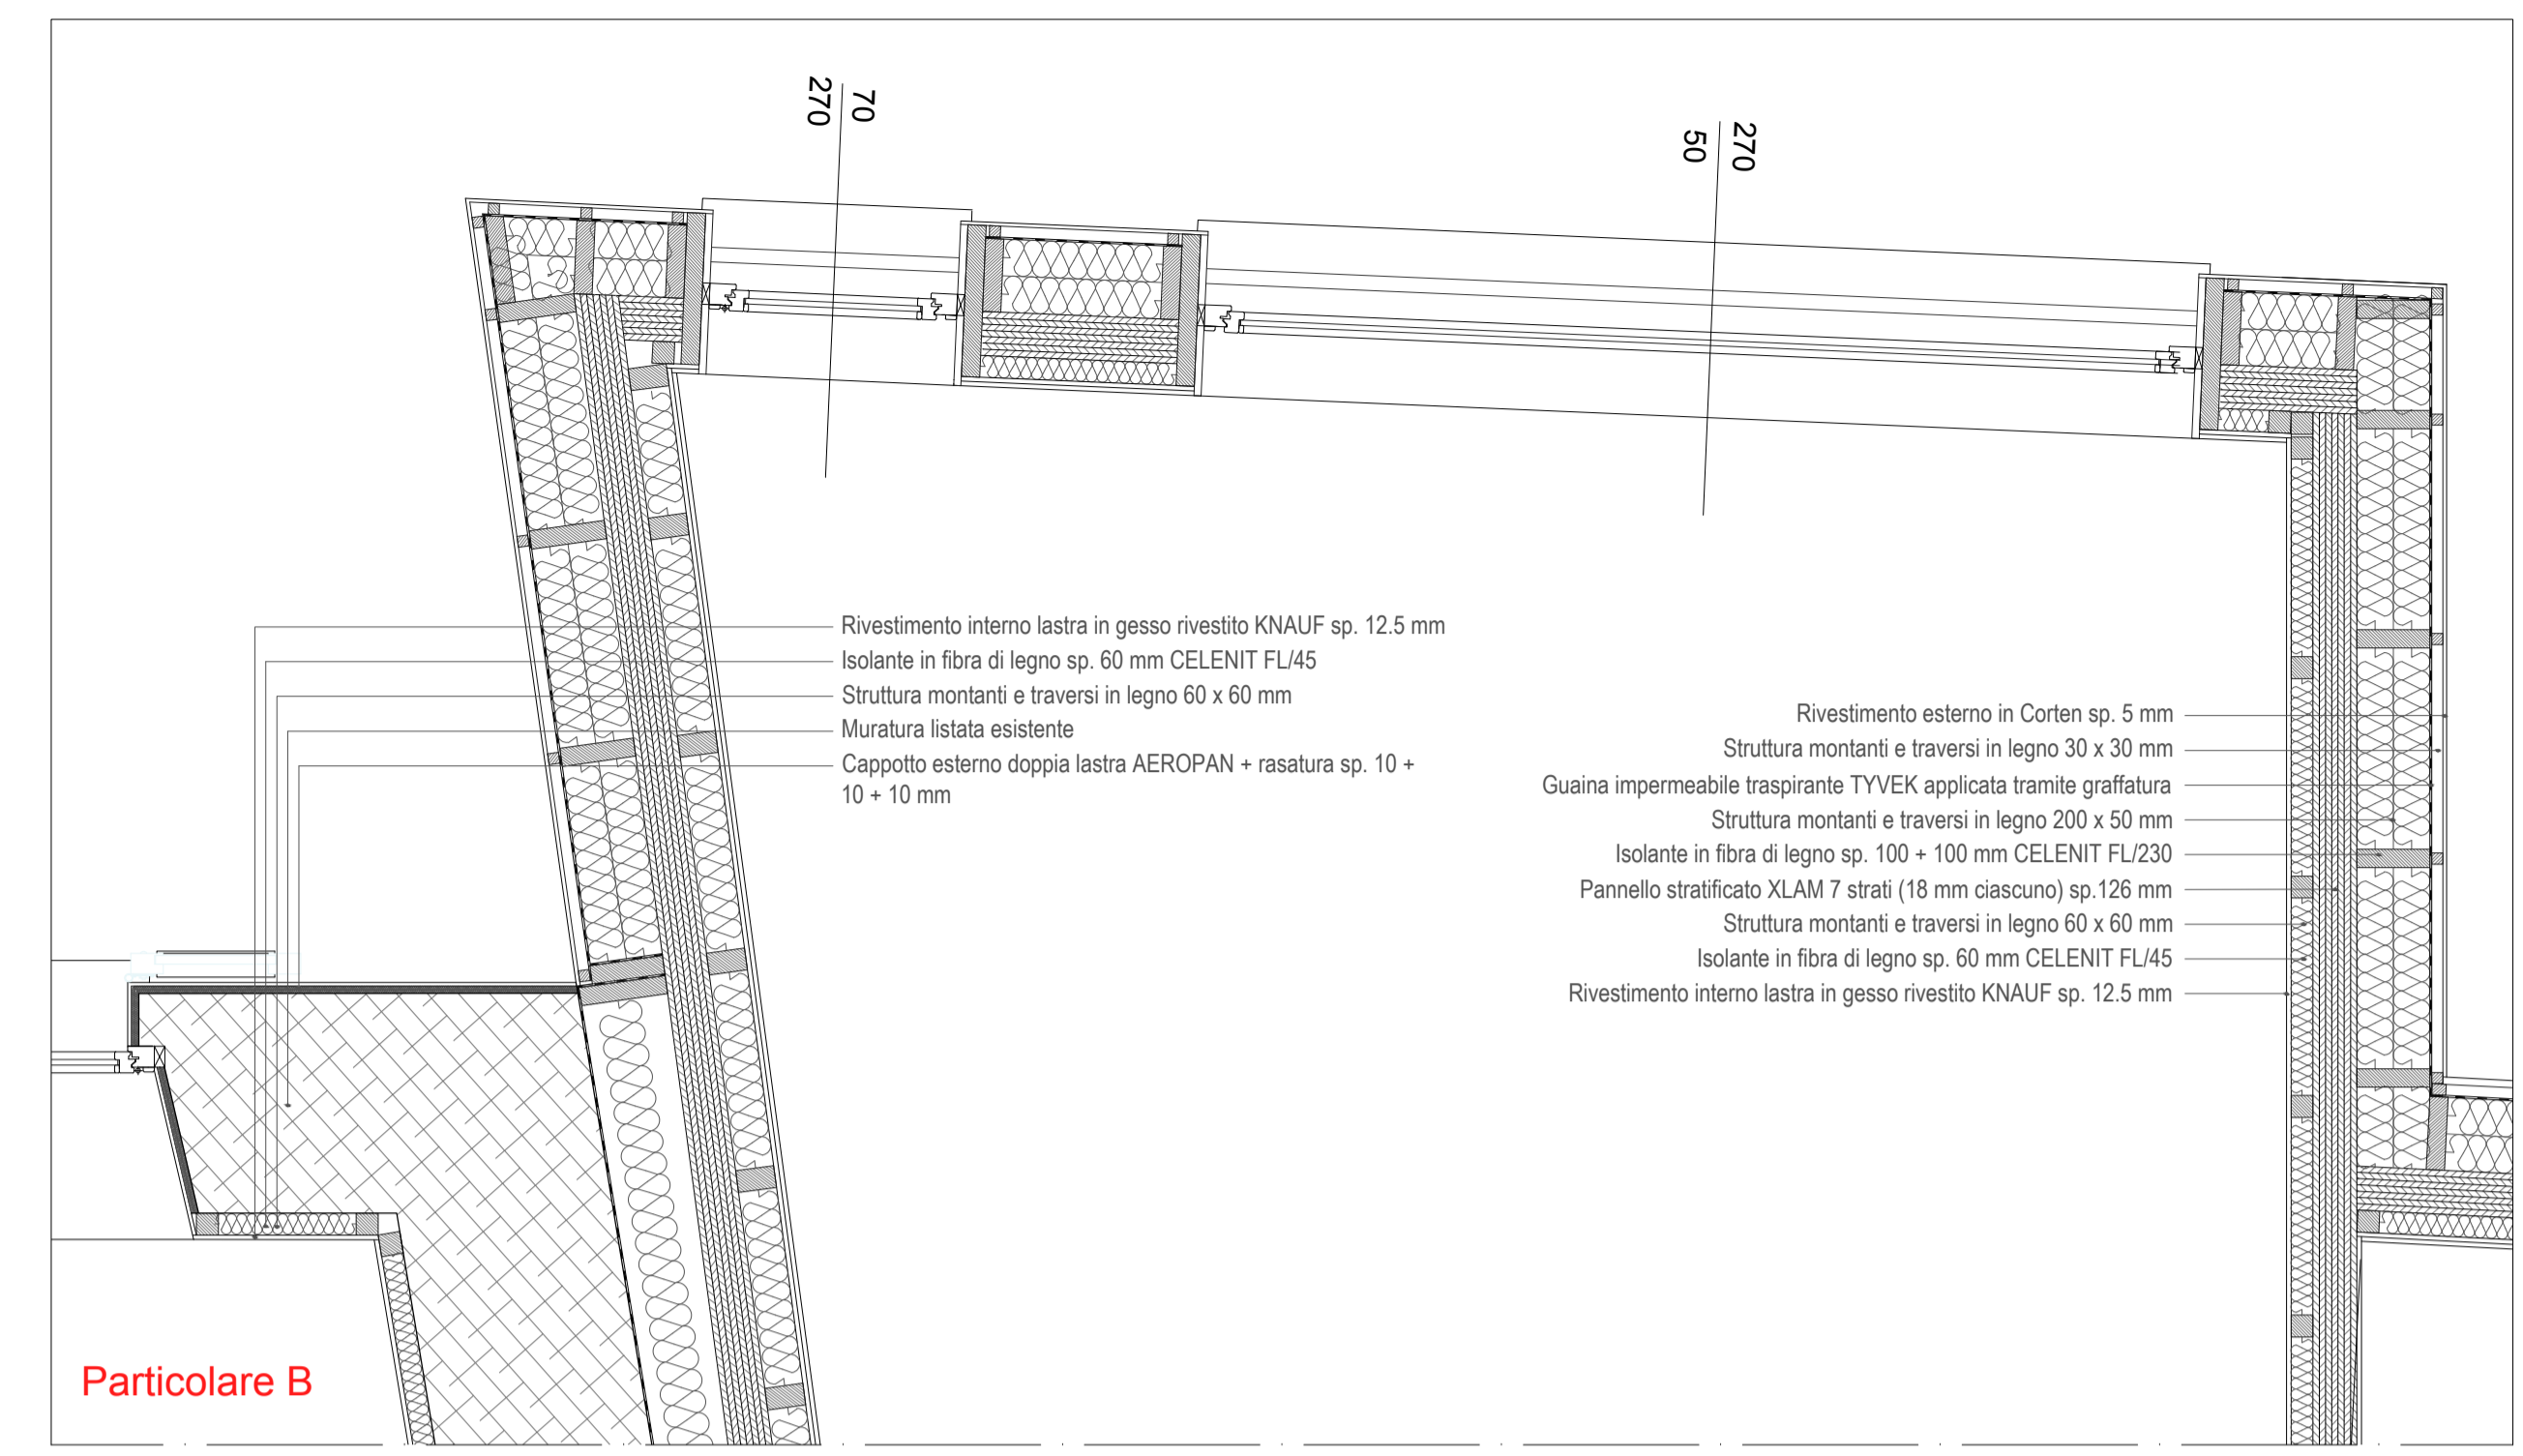 270
70
50
270
Rivestimento interno lastra in gesso rivestito KNAUF sp. 12.5 mm
Isolante in fibra di legno sp. 60 mm CELENIT FL/45
Struttura montanti e traversi in legno 60 x 60 mm
Muratura listata esistente
Cappotto esterno doppia lastra AEROPAN + rasatura sp. 10 +
10 + 10 mm
Rivestimento esterno in Corten sp. 5 mm
Struttura montanti e traversi in legno 30 x 30 mm
Guaina impermeabile traspirante TYVEK applicata tramite graffatura
Struttura montanti e traversi in legno 200 x 50 mm
Isolante in fibra di legno sp. 100 + 100 mm CELENIT FL/230
Pannello stratificato XLAM 7 strati (18 mm ciascuno) sp.126 mm
Struttura montanti e traversi in legno 60 x 60 mm
Isolante in fibra di legno sp. 60 mm CELENIT FL/45
Rivestimento interno lastra in gesso rivestito KNAUF sp. 12.5 mm
Particolare B